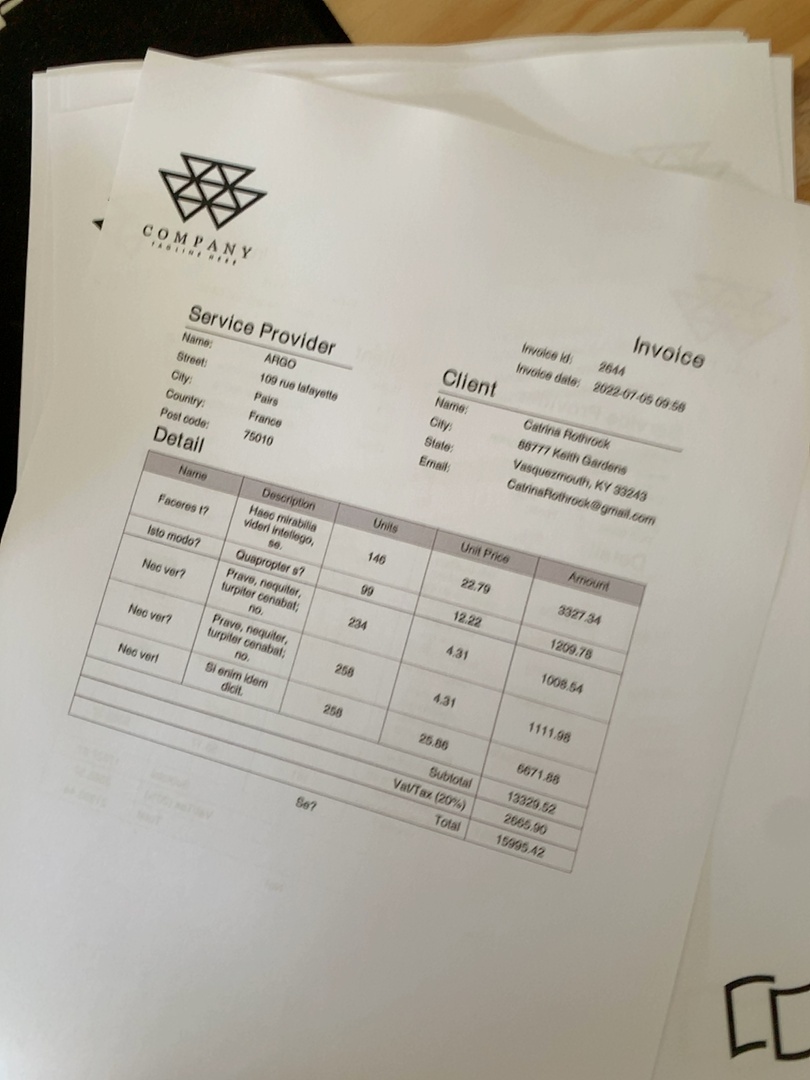 COMPANY
TAGLINE HERE
Invoice
Invoice id: 2644
Invoice date: 2022-07-05 09:56
Service Provider
Name: ARGO
Street: 109 rue lafayette
City: Pairs
Country: France
Post code: 75010
Client
Name: Catrina Rothrock
City: 88777 Keith Gardens
State: Vasquezmouth, KY 33243
Email: CatrinaRothrock@gmail.com
Detail
Name Description Units Unit Price Amount
Faceres t? Haec mirabilia videri intellego, se. 146 22.79 3327.34
Isto modo? Quapropter s? 99 12.22 1209.78
Nec ver? Prave, nequiter, turpiter cenabat; no. 234 4.31 1008.54
Nec ver? Prave, nequiter, turpiter cenabat; no. 258 4.31 1111.98
Nec ver! Si enim idem dicit. 258 25.86 6671.88
Subtotal 13329.52
Vat/Tax (20%) 2665.90
Total 15995.42
Se?